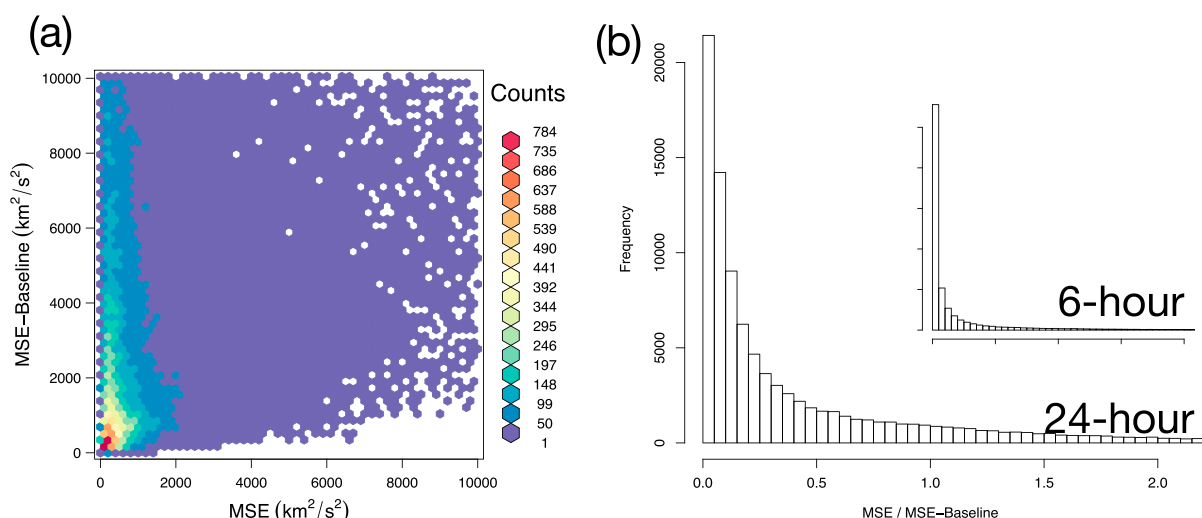 (a)
MSE−Baseline (km²/s²)
10000
8000
6000
4000
2000
0
0 2000 4000 6000 8000 10000
MSE (km²/s²)
Counts
784
735
686
637
588
539
490
441
392
344
295
246
197
148
99
50
1
(b)
Frequency
20000
15000
10000
5000
0
6-hour
24-hour
0.0 0.5 1.0 1.5 2.0
MSE / MSE−Baseline